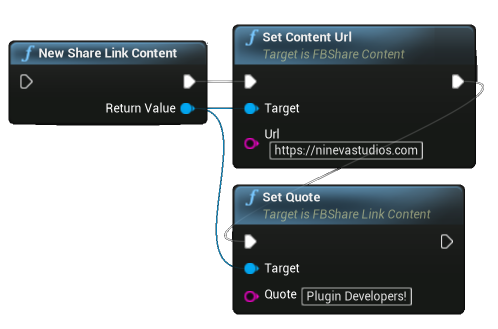 New Share Link Content
Return Value
Set Content Url
Target is FBShare Content
Target
Url
https://ninevastudios.com
Set Quote
Target is FBShare Link Content
Target
Quote Plugin Developers!